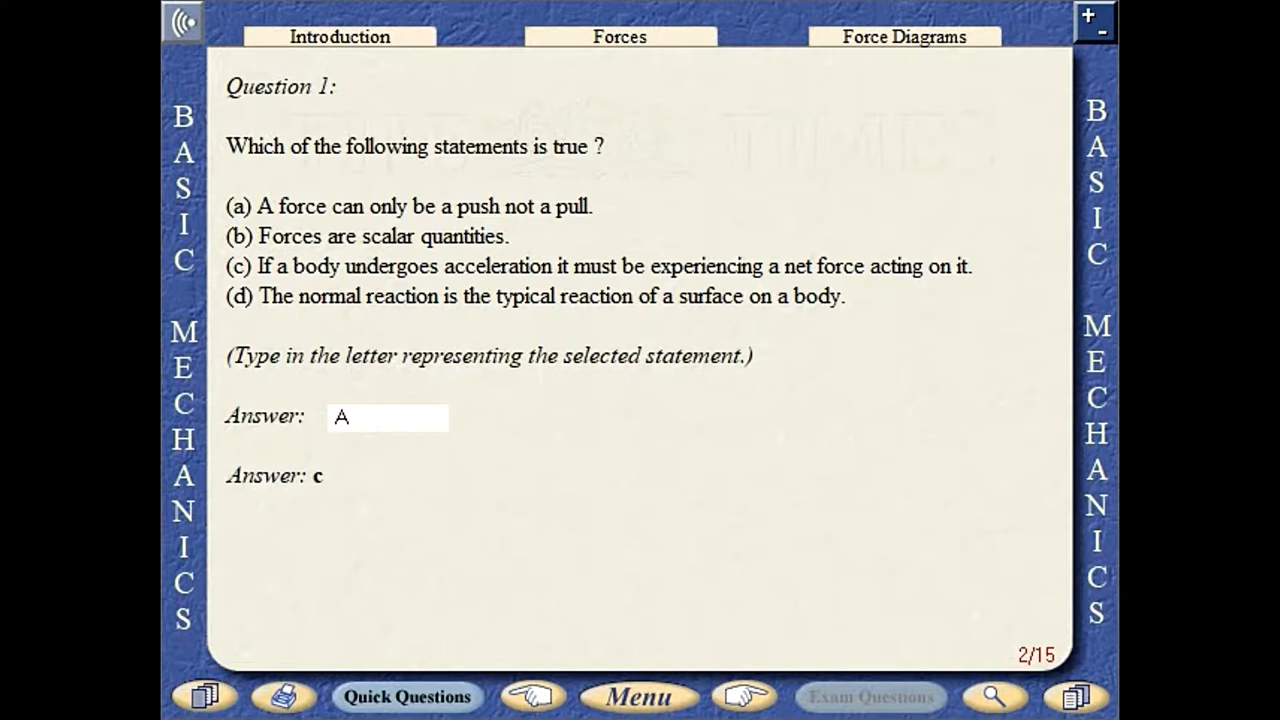 Introduction
Forces
Force Diagrams
+
-
BASIC MECHANICS
BASIC MECHANICS
Question 1:
Which of the following statements is true ?
(a) A force can only be a push not a pull.
(b) Forces are scalar quantities.
(c) If a body undergoes acceleration it must be experiencing a net force acting on it.
(d) The normal reaction is the typical reaction of a surface on a body.
(Type in the letter representing the selected statement.)
Answer: A
Answer: c
2/15
Quick Questions
Menu
Exam Questions